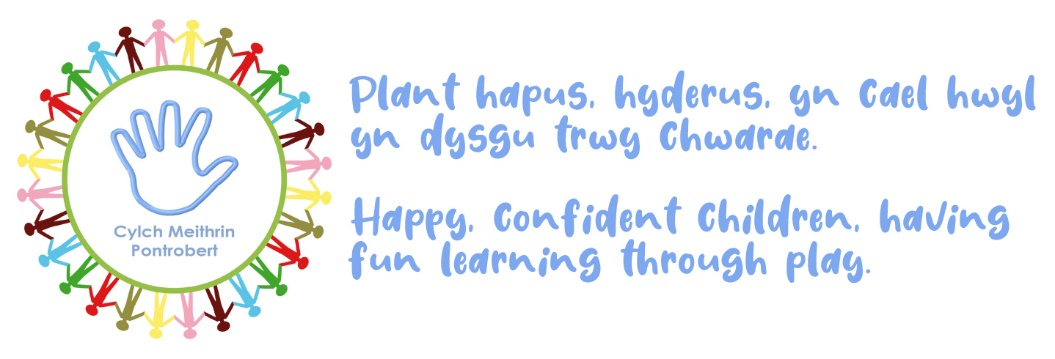 Cylch Meithrin
Pontrobert
Plant hapus, hyderus, yn Cael hwyl
yn dysgu trwy Chwarae.
Happy, Confident Children, having
fun learning through play.